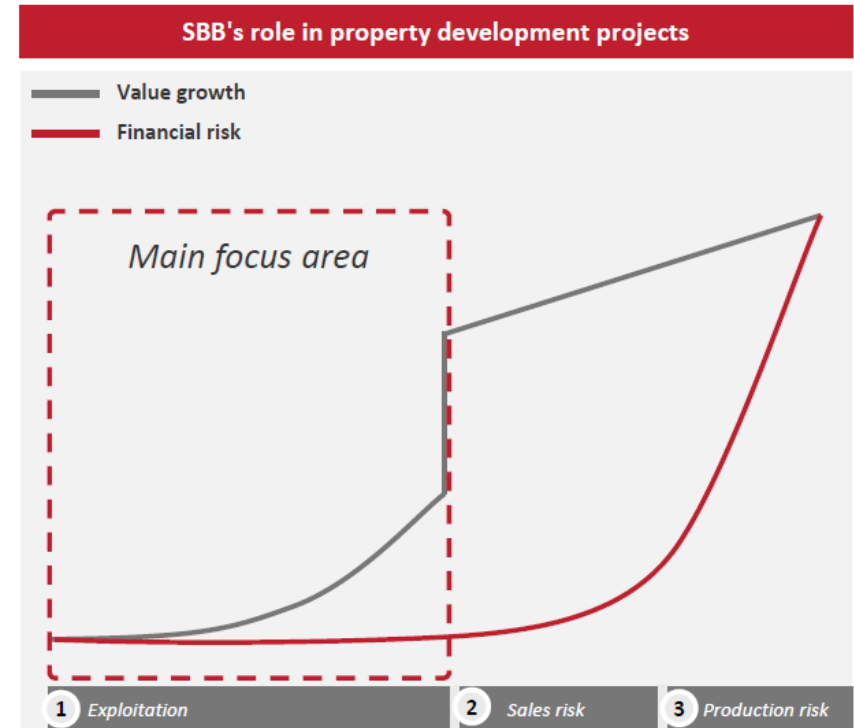 SBB's role in property development projects
Value growth
Financial risk
Main focus area
1 Exploitation
2 Sales risk
3 Production risk